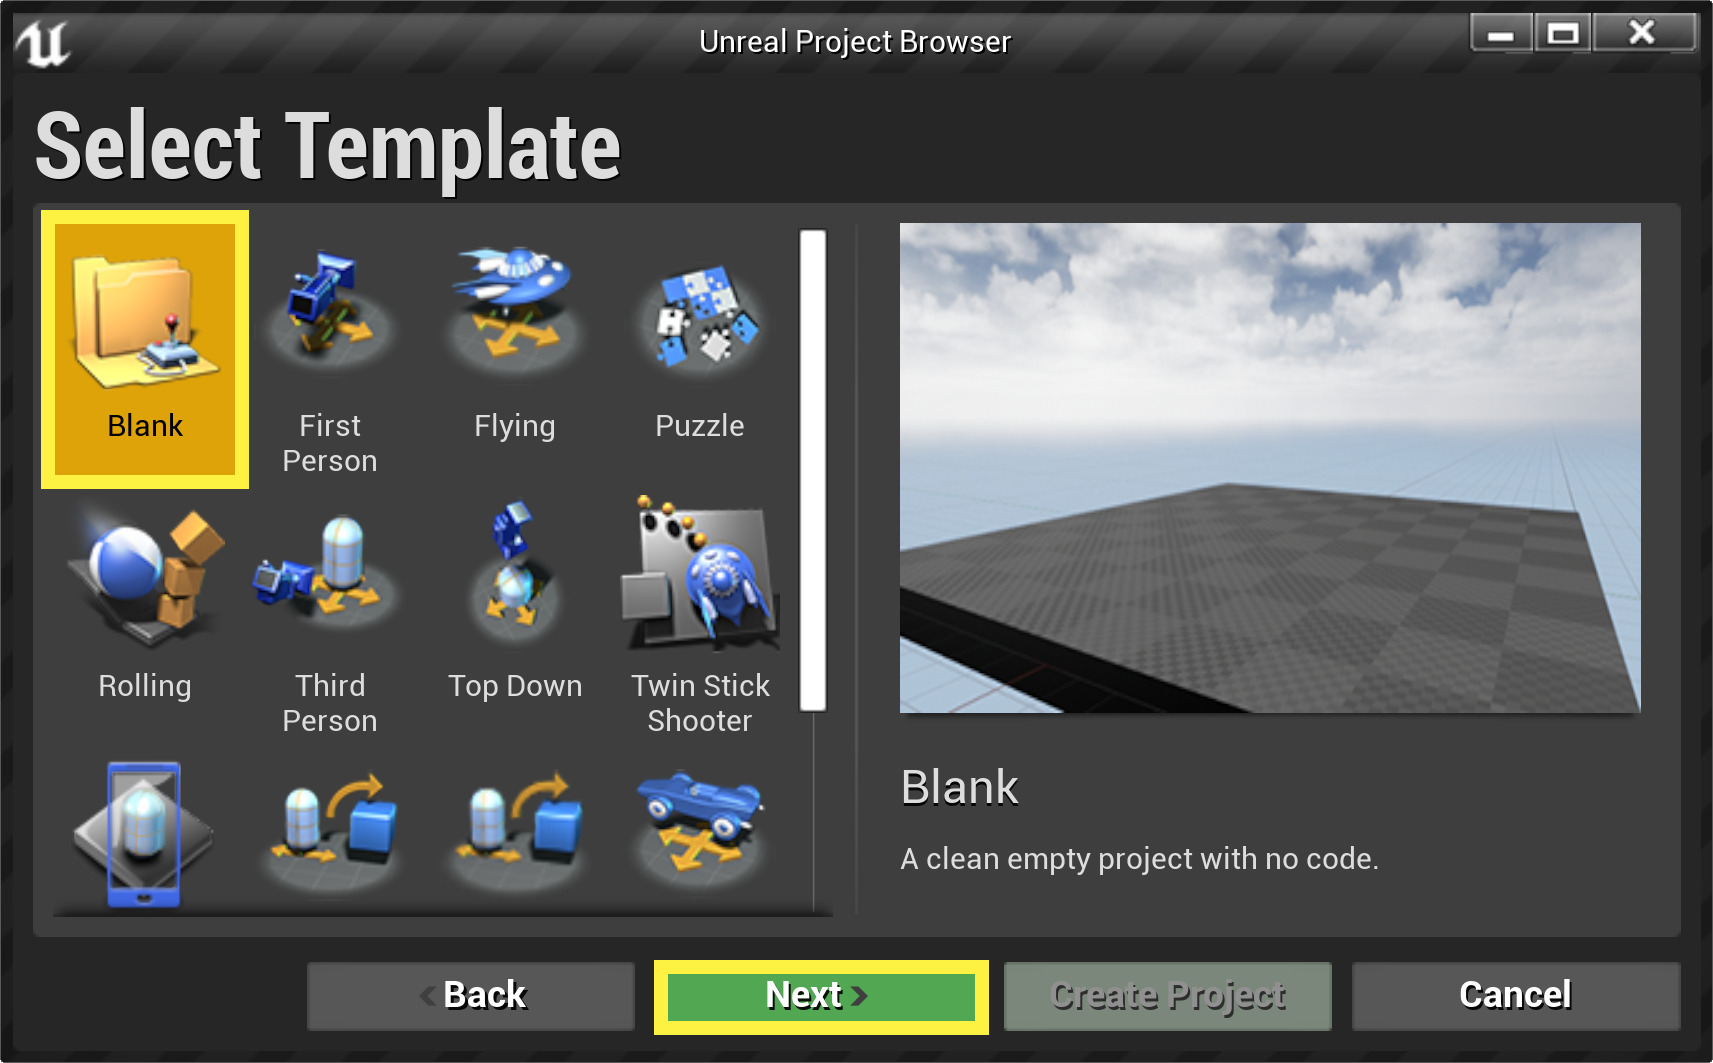 Unreal Project Browser
Select Template
Blank
First
Person
Flying
Puzzle
Rolling
Third
Person
Top Down
Twin Stick
Shooter
Blank
A clean empty project with no code.
< Back
Next >
Create Project
Cancel